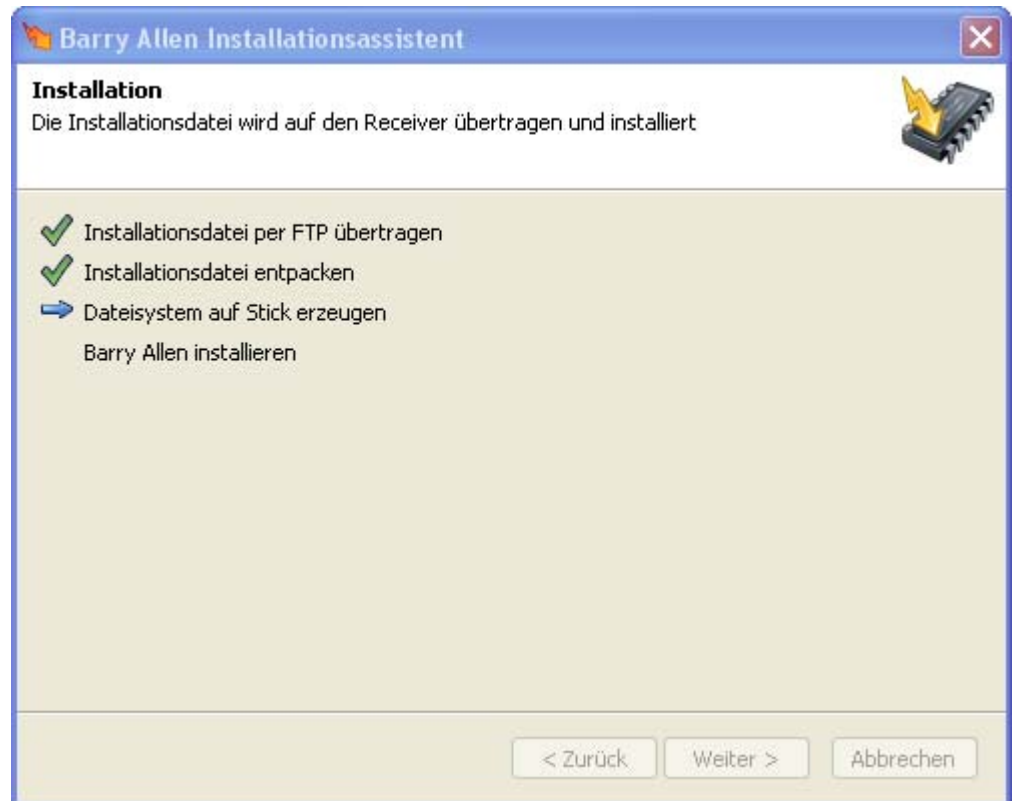 Barry Allen Installationsassistent
Installation
Die Installationsdatei wird auf den Receiver übertragen und installiert
Installationsdatei per FTP übertragen
Installationsdatei entpacken
Dateisystem auf Stick erzeugen
Barry Allen installieren
< Zurück Weiter > Abbrechen